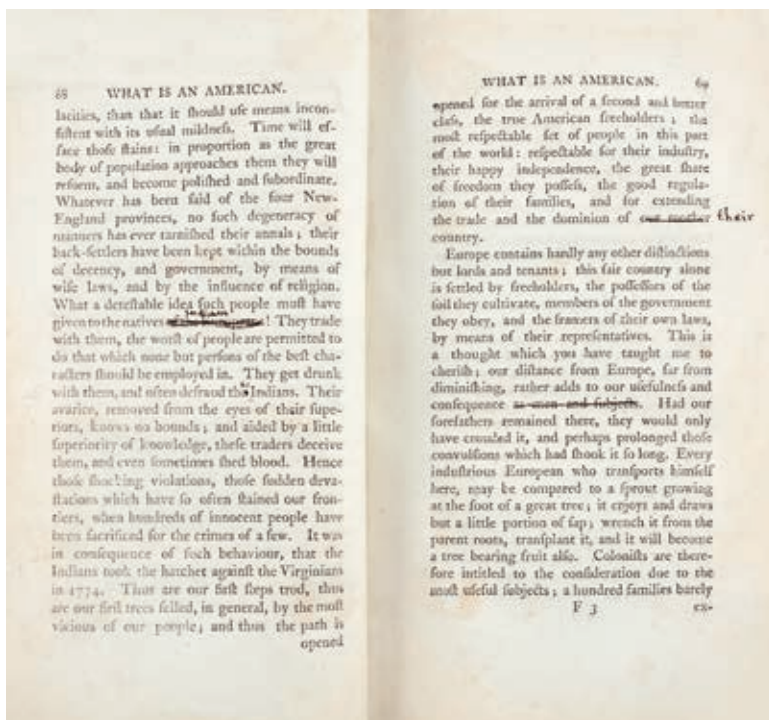 68 WHAT IS AN AMERICAN.
lacities, than that it ſhould uſe means incon-
ſiſtent with its uſual mildneſs. Time will ef-
face thoſe ſtains: in proportion as the great
body of population approaches them they will
reform, and become poliſhed and ſubordinate.
Whatever has been ſaid of the four New-
England provinces, no ſuch degeneracy of
manners has ever tarniſhed their annals; their
back-ſettlers have been kept within the bounds
of decency, and government, by means of
wiſe laws, and by the influence of religion.
What a deteſtable idea ſuch people muſt have
given to the natives ! They trade
with them, the worſt of people are permitted to
do that which none but perſons of the beſt cha-
racters ſhould be employed in. They get drunk
with them, and often defraud the Indians. Their
avarice, removed from the eyes of their ſupe-
riors, knows no bounds; and aided by a little
ſuperiority of knowledge, theſe traders deceive
them, and even ſometimes ſhed blood. Hence
thoſe ſhocking violations, thoſe ſudden deva-
ſtations which have ſo often ſtained our fron-
tiers, when hundreds of innocent people have
been ſacrificed for the crimes of a few. It was
in conſequence of ſuch behaviour, that the
Indians took the hatchet againſt the Virginians
in 1774. Thus are our firſt ſteps trod, thus
are our firſt trees felled, in general, by the moſt
vicious of our people; and thus the path is
opened
WHAT IS AN AMERICAN. 69
opened for the arrival of a ſecond and better
claſs, the true American freeholders; the
moſt reſpectable ſet of people in this part
of the world: reſpectable for their induſtry,
their happy independence, the great ſhare
of freedom they poſſeſs, the good regula-
tion of their families, and for extending
the trade and the dominion of our mother their
country.
Europe contains hardly any other diſtinctions
but lords and tenants; this fair country alone
is ſettled by freeholders, the poſſeſſors of the
ſoil they cultivate, members of the government
they obey, and the framers of their own laws,
by means of their repreſentatives. This is
a thought which you have taught me to
cheriſh; our diſtance from Europe, far from
diminiſhing, rather adds to our uſefulneſs and
conſequence as men and ſubjects. Had our
forefathers remained there, they would only
have crouded it, and perhaps prolonged thoſe
convulſions which had ſhook it ſo long. Every
induſtrious European who tranſports himſelf
here, may be compared to a ſprout growing
at the foot of a great tree; it enjoys and draws
but a little portion of ſap; wrench it from the
parent roots, tranſplant it, and it will become
a tree bearing fruit alſo. Coloniſts are there-
fore intitled to the conſideration due to the
moſt uſeful ſubjects; a hundred families barely
F 3 ex-